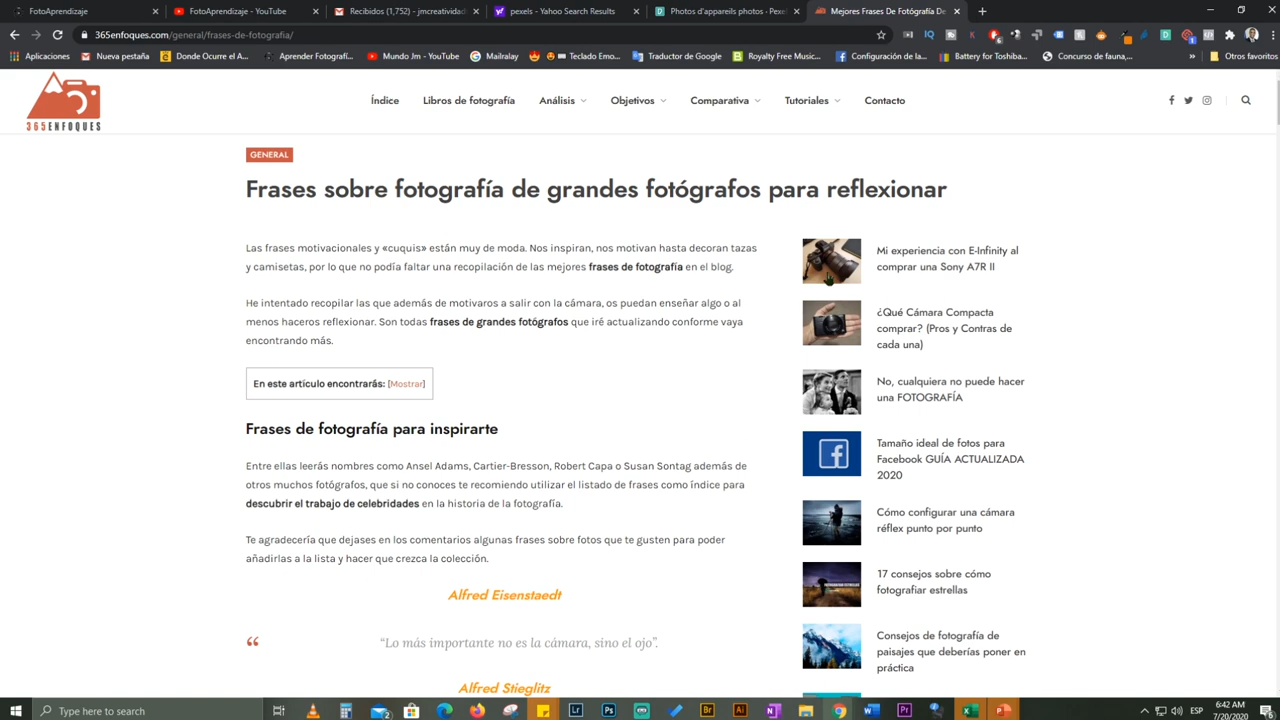 FotoAprendizaje
FotoAprendizaje - YouTube
Recibidos (1,752) - jmcreativida
pexels - Yahoo Search Results
Photos d'appareils photos · Pexe
Mejores Frases Fotografía De
365enfoques.com/general/frases-de-fotografia/
Aplicaciones
Nueva pestaña
Donde Ocurre el A...
Aprender Fotografí...
Mundo Jm - YouTube
Mailrelay
Teclado Emo...
Traductor de Google
Royalty Free Music...
Configuración de la...
Battery for Toshiba...
Concurso de fauna,...
»
Otros favoritos
365ENFOQUES
Índice
Libros de fotografía
Análisis
Objetivos
Comparativa
Tutoriales
Contacto
GENERAL
Frases sobre fotografía de grandes fotógrafos para reflexionar
Las frases motivacionales y «cuquis» están muy de moda. Nos inspiran, nos motivan hasta decoran tazas
y camisetas, por lo que no podía faltar una recopilación de las mejores frases de fotografía en el blog.
He intentado recopilar las que además de motivaros a salir con la cámara, os puedan enseñar algo o al
menos haceros reflexionar. Son todas frases de grandes fotógrafos que iré actualizando conforme vaya
encontrando más.
En este artículo encontrarás: [Mostrar]
Frases de fotografía para inspirarte
Entre ellas leerás nombres como Ansel Adams, Cartier-Bresson, Robert Capa o Susan Sontag además de
otros muchos fotógrafos, que si no conoces te recomiendo utilizar el listado de frases como índice para
descubrir el trabajo de celebridades en la historia de la fotografía.
Te agradecería que dejases en los comentarios algunas frases sobre fotos que te gusten para poder
añadirlas a la lista y hacer que crezca la colección.
Alfred Eisenstaedt
“Lo más importante no es la cámara, sino el ojo”.
Alfred Stieglitz
Mi experiencia con E-Infinity al
comprar una Sony A7R II
¿Qué Cámara Compacta
comprar? (Pros y Contras de
cada una)
No, cualquiera no puede hacer
una FOTOGRAFÍA
Tamaño ideal de fotos para
Facebook GUÍA ACTUALIZADA
2020
Cómo configurar una cámara
réflex punto por punto
17 consejos sobre cómo
fotografiar estrellas
Consejos de fotografía de
paisajes que deberías poner en
práctica
Type here to search
ESP
6:42 AM
7/20/2020